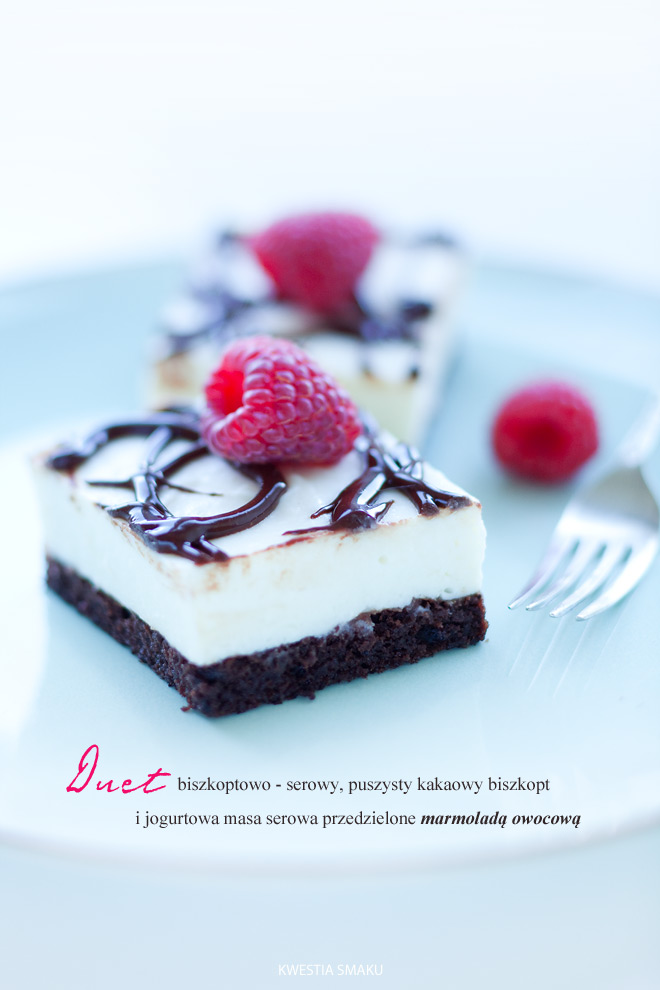 Duet biszkoptowo - serowy, puszysty kakaowy biszkopt
i jogurtowa masa serowa przedzielone marmoladą owocową
KWESTIA SMAKU